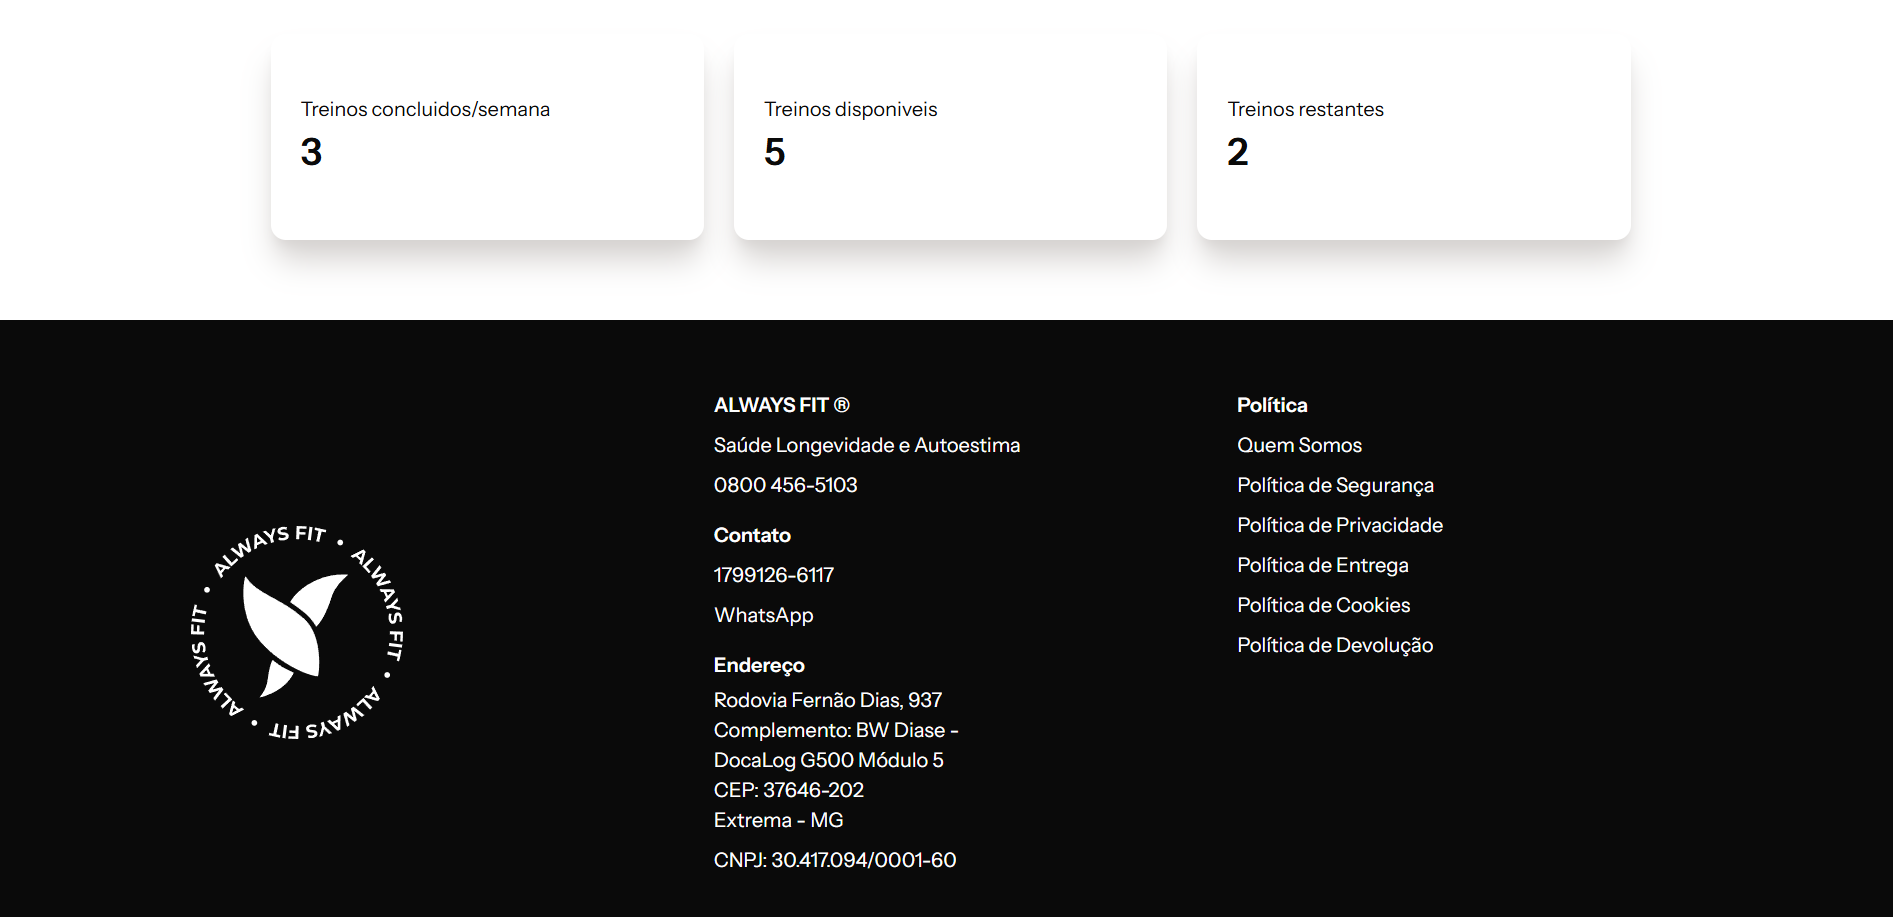 Treinos concluidos/semana
3
Treinos disponiveis
5
Treinos restantes
2
ALWAYS FIT • ALWAYS FIT • ALWAYS FIT • ALWAYS FIT •
ALWAYS FIT ®
Saúde Longevidade e Autoestima
0800 456-5103
Contato
1799126-6117
WhatsApp
Endereço
Rodovia Fernão Dias, 937
Complemento: BW Diase -
DocaLog G500 Módulo 5
CEP: 37646-202
Extrema - MG
CNPJ: 30.417.094/0001-60
Política
Quem Somos
Política de Segurança
Política de Privacidade
Política de Entrega
Política de Cookies
Política de Devolução